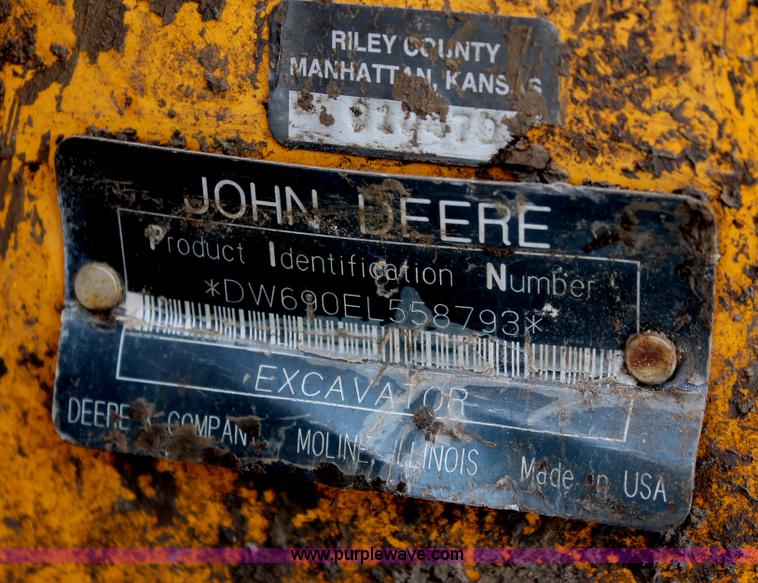 RILEY COUNTY
MANHATTAN, KANSAS
JOHN DEERE
Product Identification Number
*DW690EL558793*
EXCAVATOR
DEERE & COMPANY MOLINE, ILLINOIS Made in USA
www.purplewave.com